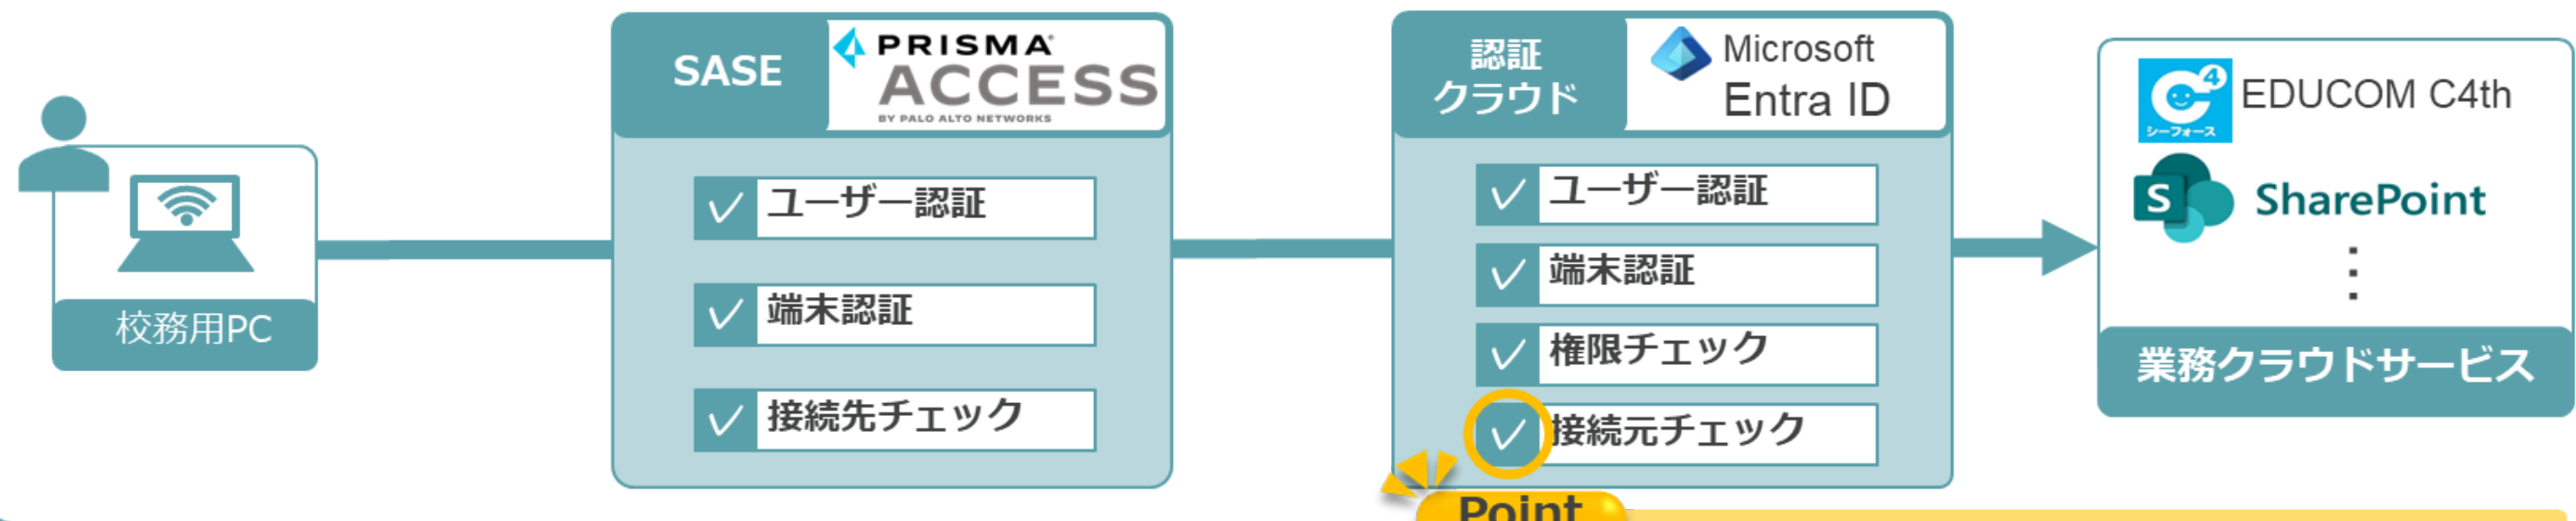 校務用PC
SASE
PRISMA
ACCESS
BY PALO ALTO NETWORKS
ユーザー認証
端末認証
接続先チェック
認証
クラウド
Microsoft
Entra ID
ユーザー認証
端末認証
権限チェック
接続元チェック
Point
C4
シーフォース
EDUCOM C4th
S
SharePoint
業務クラウドサービス